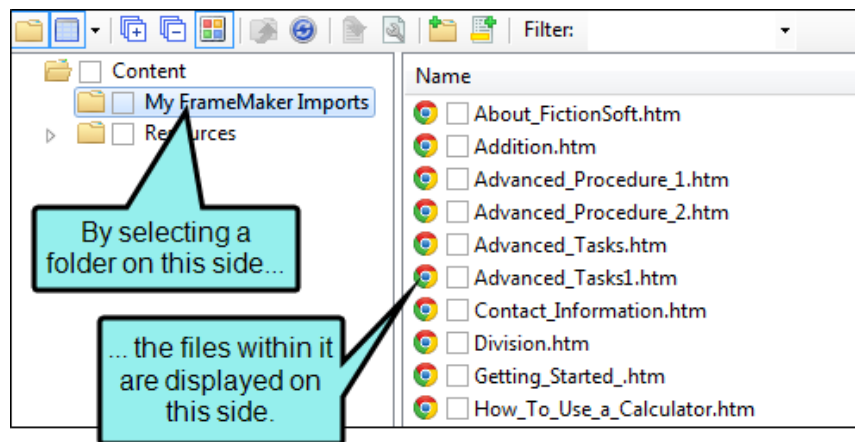 Filter:
Content
My FrameMaker Imports
Resources
By selecting a
folder on this side...
... the files within it
are displayed on
this side.
Name
About_FictionSoft.htm
Addition.htm
Advanced_Procedure_1.htm
Advanced_Procedure_2.htm
Advanced_Tasks.htm
Advanced_Tasks1.htm
Contact_Information.htm
Division.htm
Getting_Started_.htm
How_To_Use_a_Calculator.htm